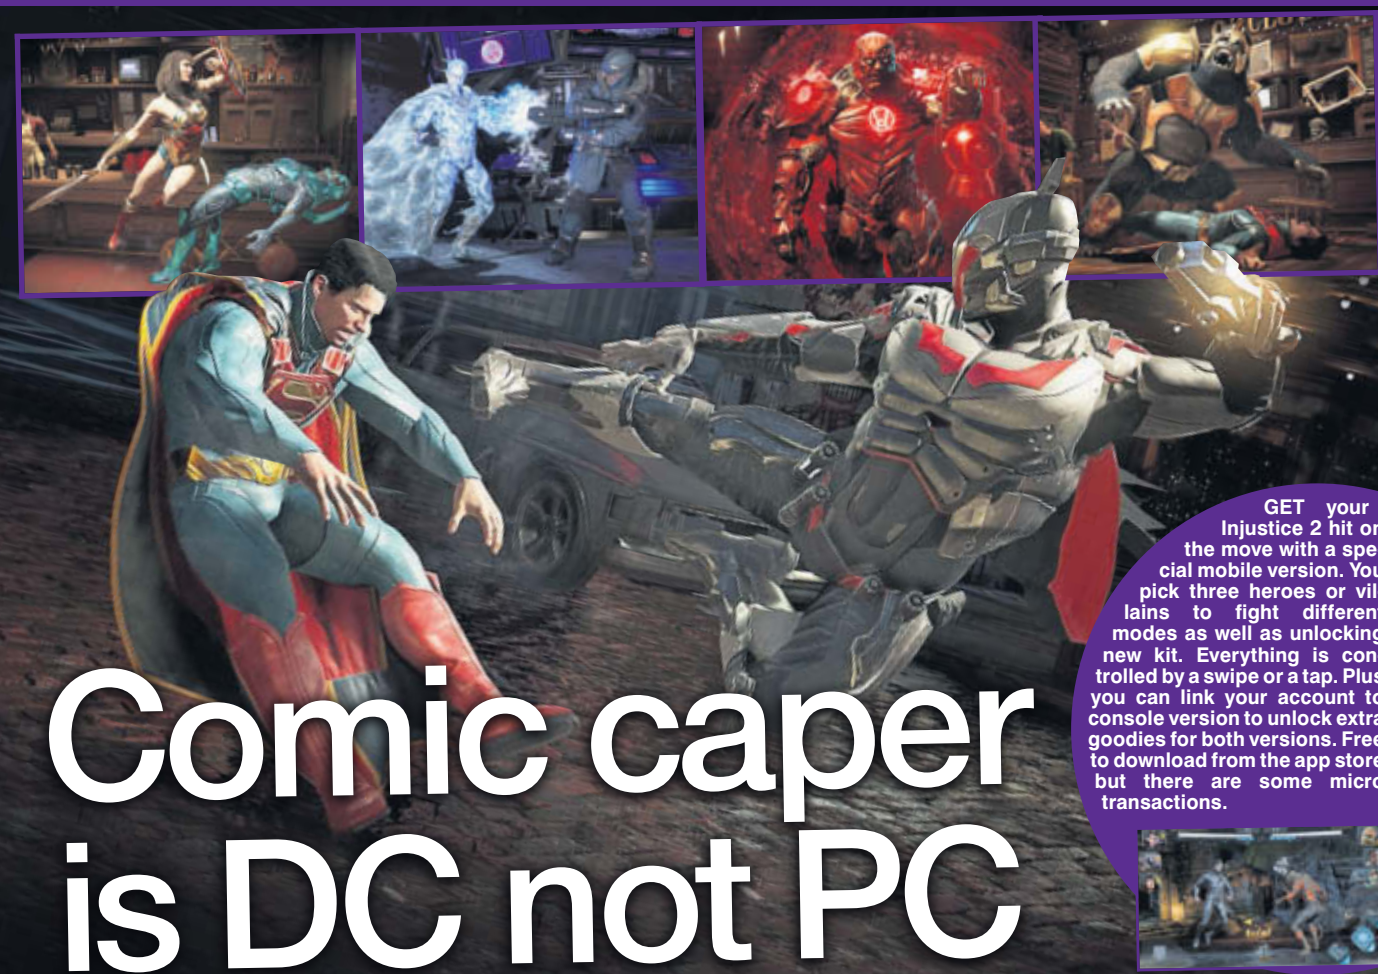 GET your
Injustice 2 hit on
the move with a spe
cial mobile version. You
pick three heroes or vil
lains to fight different
modes as well as unlocking
new kit. Everything is con
trolled by a swipe or a tap. Plus
you can link your account to
console version to unlock extra
goodies for both versions. Free
to download from the app store
but there are some micro
transactions.
Comic caper
is DC not PC